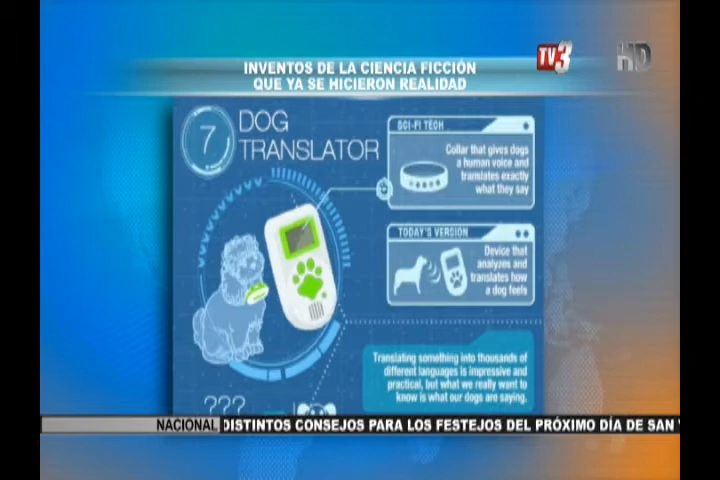 TV3
HD
INVENTOS DE LA CIENCIA FICCIÓN
QUE YA SE HICIERON REALIDAD
7
DOG
TRANSLATOR
SCI-FI TECH
Collar that gives dogs
a human voice and
translates exactly
what they say
TODAY'S VERSION
Device that
analyzes and
translates how
a dog feels
Translating something into thousands of
different languages is impressive and
practical, but what we really want to
know is what our dogs are saying.
???
NACIONAL DISTINTOS CONSEJOS PARA LOS FESTEJOS DEL PRÓXIMO DÍA DE SAN